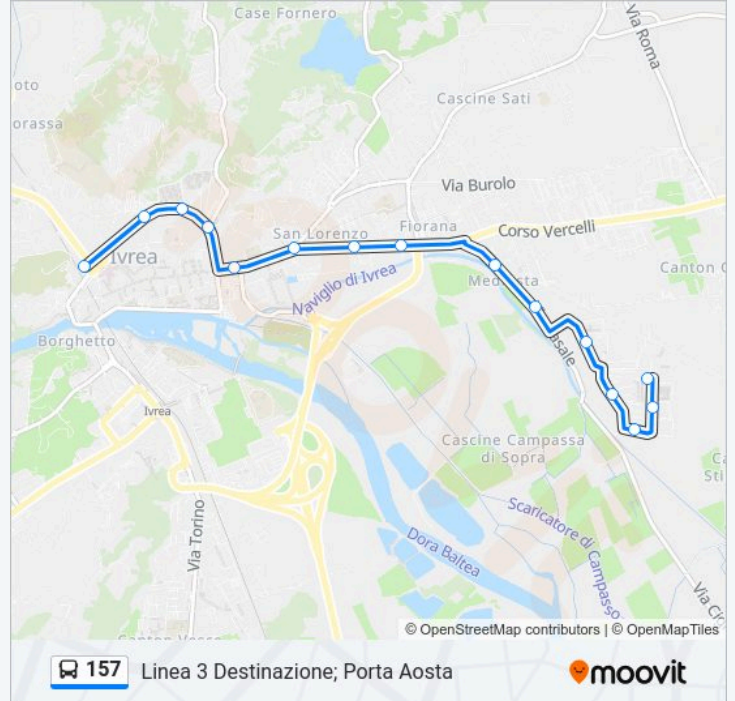 Case Fornero
Via Roma
oto
Cascine Sati
orassa
Via Burolo
San Lorenzo
Fiorana
Corso Vercelli
Ivrea
Naviglio di Ivrea
Canton
Borghetto
asale
Ivrea
Cascine Campassa
di Sopra
Sti
Via Torino
Scaricatore di Campasso
Dora Baltea
© OpenStreetMap contributors | © OpenMapTiles
157 Linea 3 Destinazione; Porta Aosta
moovit